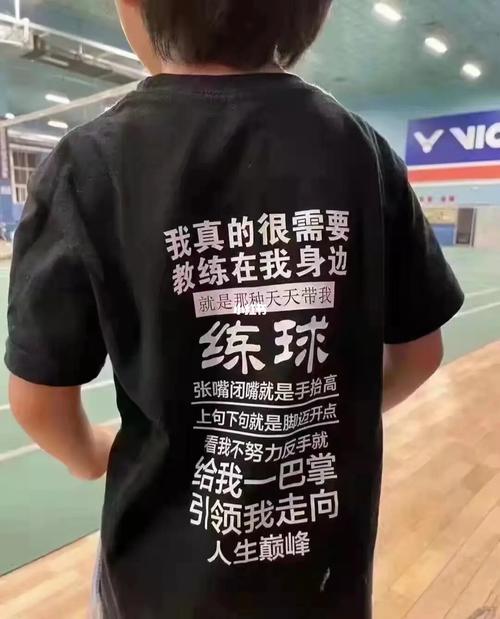 VIC
我真的很需要
教练在我身边
就是那种天天带我
练球
张嘴闭嘴就是手抬高
上句下句就是脚迈开点
看我不努力反手就
给我一巴掌
引领我走向
人生巅峰